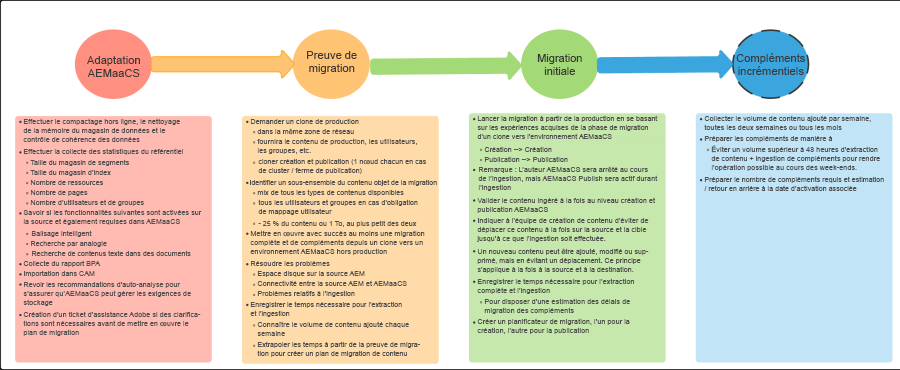 Adaptation
AEMaaCS
Preuve de
migration
Migration
initiale
Compléments
incrémentiels
• Effectuer le compactage hors ligne, le nettoyage
de la mémoire du magasin de données et le
contrôle de cohérence des données
• Effectuer la collecte des statistiques du référentiel
• Taille du magasin de segments
• Taille du magasin d'index
• Nombre de ressources
• Nombre de pages
• Nombre d'utilisateurs et de groupes
• Savoir si les fonctionnalités suivantes sont activées sur
la source et également requises dans AEMaaCS
• Balisage intelligent
• Recherche par analogie
• Recherche de contenus texte dans des documents
• Collecte du rapport BPA
• Importation dans CAM
• Revoir les recommandations d'auto-analyse pour
s'assurer qu'AEMaaCS peut gérer les exigences de
stockage
• Création d'un ticket d'assistance Adobe si des clarifica-
tions sont nécessaires avant de mettre en œuvre le
plan de migration
• Demander un clone de production
• dans la même zone de réseau
• fournira le contenu de production, les utilisateurs,
les groupes, etc.
• cloner création et publication (1 nœud chacun en cas
de cluster / ferme de publication)
• Identifier un sous-ensemble du contenu objet de la migration
• mix de tous les types de contenus disponibles
• tous les utilisateurs et groupes en cas d'obligation
de mappage utilisateur
• ~ 25 % du contenu ou 1 To, au plus petit des deux
• Mettre en œuvre avec succès au moins une migration
complète et de compléments depuis un clone vers un
environnement AEMaaCS hors production
• Résoudre les problèmes
• Espace disque sur la source AEM
• Connectivité entre la source AEM et AEMaaCS
• Problèmes relatifs à l'ingestion
• Enregistrer le temps nécessaire pour l'extraction
et l'ingestion
• Connaître le volume de contenu ajouté chaque
semaine
• Extrapoler les temps à partir de la preuve de migra-
tion pour créer un plan de migration de contenu
• Lancer la migration à partir de la production en se basant
sur les expériences acquises de la phase de migration
d'un clone vers l'environnement AEMaaCS
• Création --> Création
• Publication --> Publication
• Remarque : L'auteur AEMaaCS sera arrêté au cours
de l'ingestion, mais AEMaaCS Publish sera actif durant
l'ingestion
• Valider le contenu ingéré à la fois au niveau création et
publication AEMaaCS
• Indiquer à l'équipe de création de contenu d'éviter de
déplacer ce contenu à la fois sur la source et la cible
jusqu'à ce que l'ingestion soit effectuée.
• Un nouveau contenu peut être ajouté, modifié ou sup-
primé, mais en évitant un déplacement. Ce principe
s'applique à la fois à la source et à la destination.
• Enregistrer le temps nécessaire pour l'extraction
complète et l'ingestion
• Pour disposer d'une estimation des délais de
migration des compléments
• Créer un planificateur de migration, l'un pour la
création, l'autre pour la publication
• Collecter le volume de contenu ajouté par semaine,
toutes les deux semaines ou tous les mois
• Préparer les compléments de manière à
• Éviter un volume supérieur à 48 heures d'extraction
de contenu + ingestion de compléments pour rendre
l'opération possible au cours des week-ends.
• Préparer le nombre de compléments requis et estimation
/ retour en arrière à la date d'activation associée